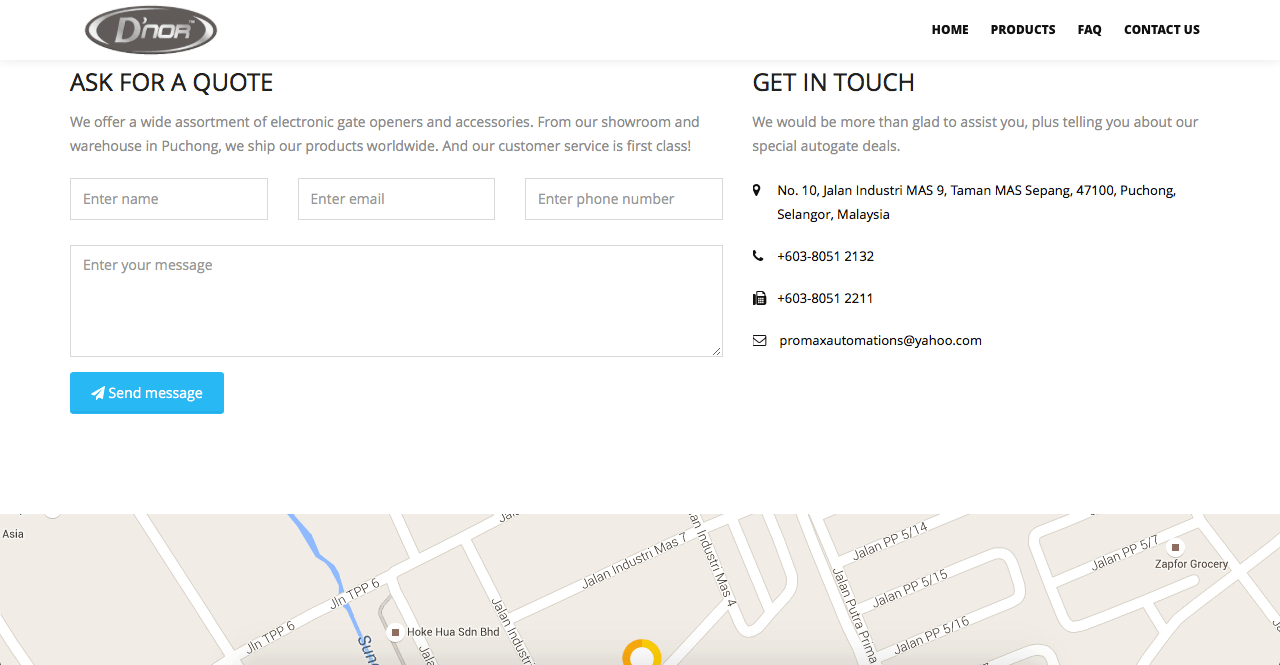 D'NOR™
HOME PRODUCTS FAQ CONTACT US
ASK FOR A QUOTE
We offer a wide assortment of electronic gate openers and accessories. From our showroom and
warehouse in Puchong, we ship our products worldwide. And our customer service is first class!
Enter name
Enter email
Enter phone number
Enter your message
Send message
GET IN TOUCH
We would be more than glad to assist you, plus telling you about our
special autogate deals.
No. 10, Jalan Industri MAS 9, Taman MAS Sepang, 47100, Puchong,
Selangor, Malaysia
+603-8051 2132
+603-8051 2211
promaxautomations@yahoo.com
Asia
Jln TPP 6
Jln TPP 6
Hoke Hua Sdn Bhd
Jalan Industri Mas 7
Industri Mas 4
Jalan Putra Prima
Jalan PP 5/14
Jalan PP 5/15
Jalan PP 5/16
Jalan PP 5/7
Zapfor Grocery